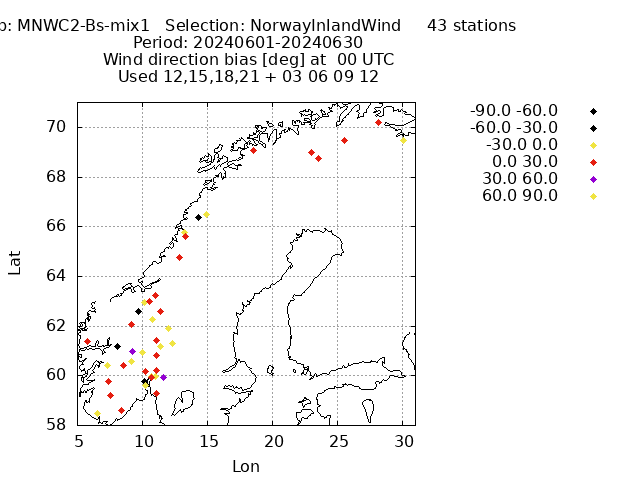 p: MNWC2-Bs-mix1 Selection: NorwayInlandWind 43 stations
Period: 20240601-20240630
Wind direction bias [deg] at 00 UTC
Used 12,15,18,21 + 03 06 09 12
-90.0 -60.0
-60.0 -30.0
-30.0 0.0
0.0 30.0
30.0 60.0
60.0 90.0
70
68
66
64
62
60
58
Lat
5 10 15 20 25 30
Lon